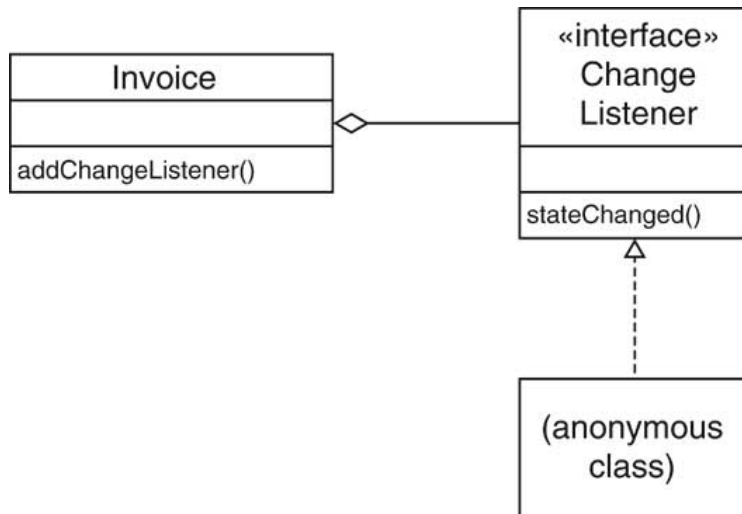 Invoice
addChangeListener()
«interface»
Change
Listener
stateChanged()
(anonymous
class)